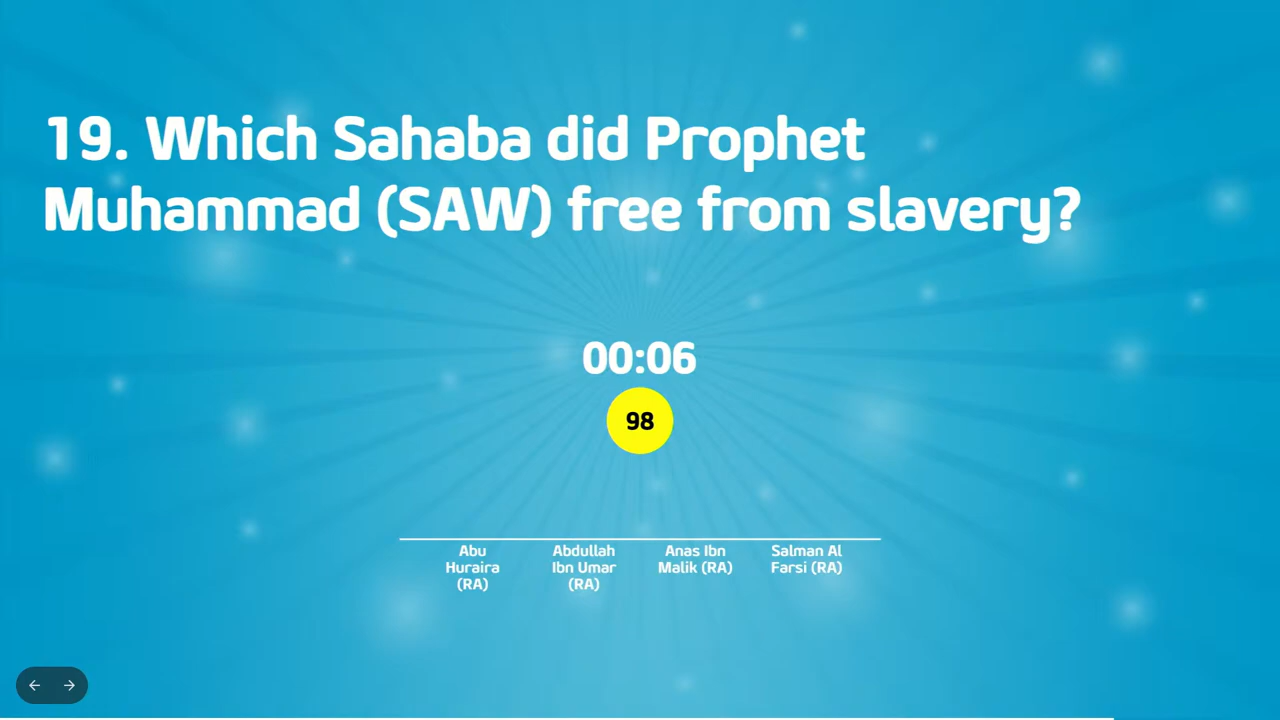 19. Which Sahaba did Prophet
Muhammad (SAW) free from slavery?
00:06
98
Abu
Huraira
(RA)
Abdullah
Ibn Umar
(RA)
Anas Ibn
Malik (RA)
Salman Al
Farsi (RA)